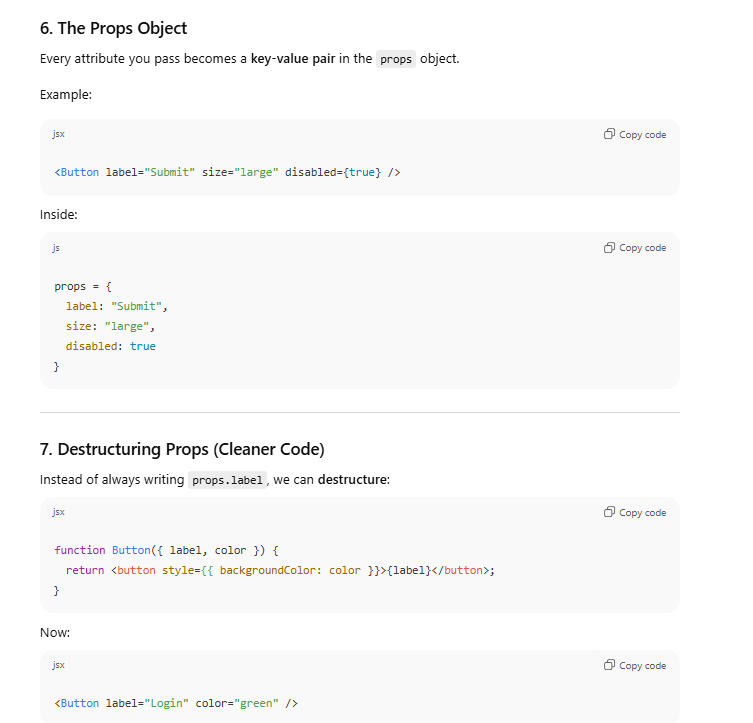 6. The Props Object
Every attribute you pass becomes a key-value pair in the props object.
Example:
jsx
Copy code
<Button label="Submit" size="large" disabled={true} />
Inside:
js
Copy code
props = {
  label: "Submit",
  size: "large",
  disabled: true
}
7. Destructuring Props (Cleaner Code)
Instead of always writing props.label, we can destructure:
jsx
Copy code
function Button({ label, color }) {
  return <button style={{ backgroundColor: color }}>{label}</button>;
}
Now:
jsx
Copy code
<Button label="Login" color="green" />